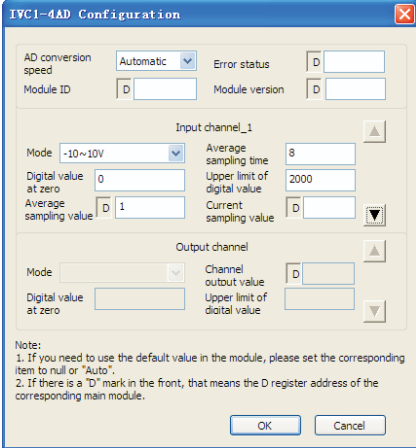 IVC1-4AD Configuration
AD conversion speed Automatic Error status D
Module ID D Module version D
Input channel_1
Mode -10~10V Average sampling time 8
Digital value at zero 0 Upper limit of digital value 2000
Average sampling value D 1 Current sampling value D
Output channel
Mode Channel output value D
Digital value at zero Upper limit of digital value
Note:
1. If you need to use the default value in the module, please set the corresponding
item to null or "Auto".
2. If there is a "D" mark in the front, that means the D register address of the
corresponding main module.
OK Cancel